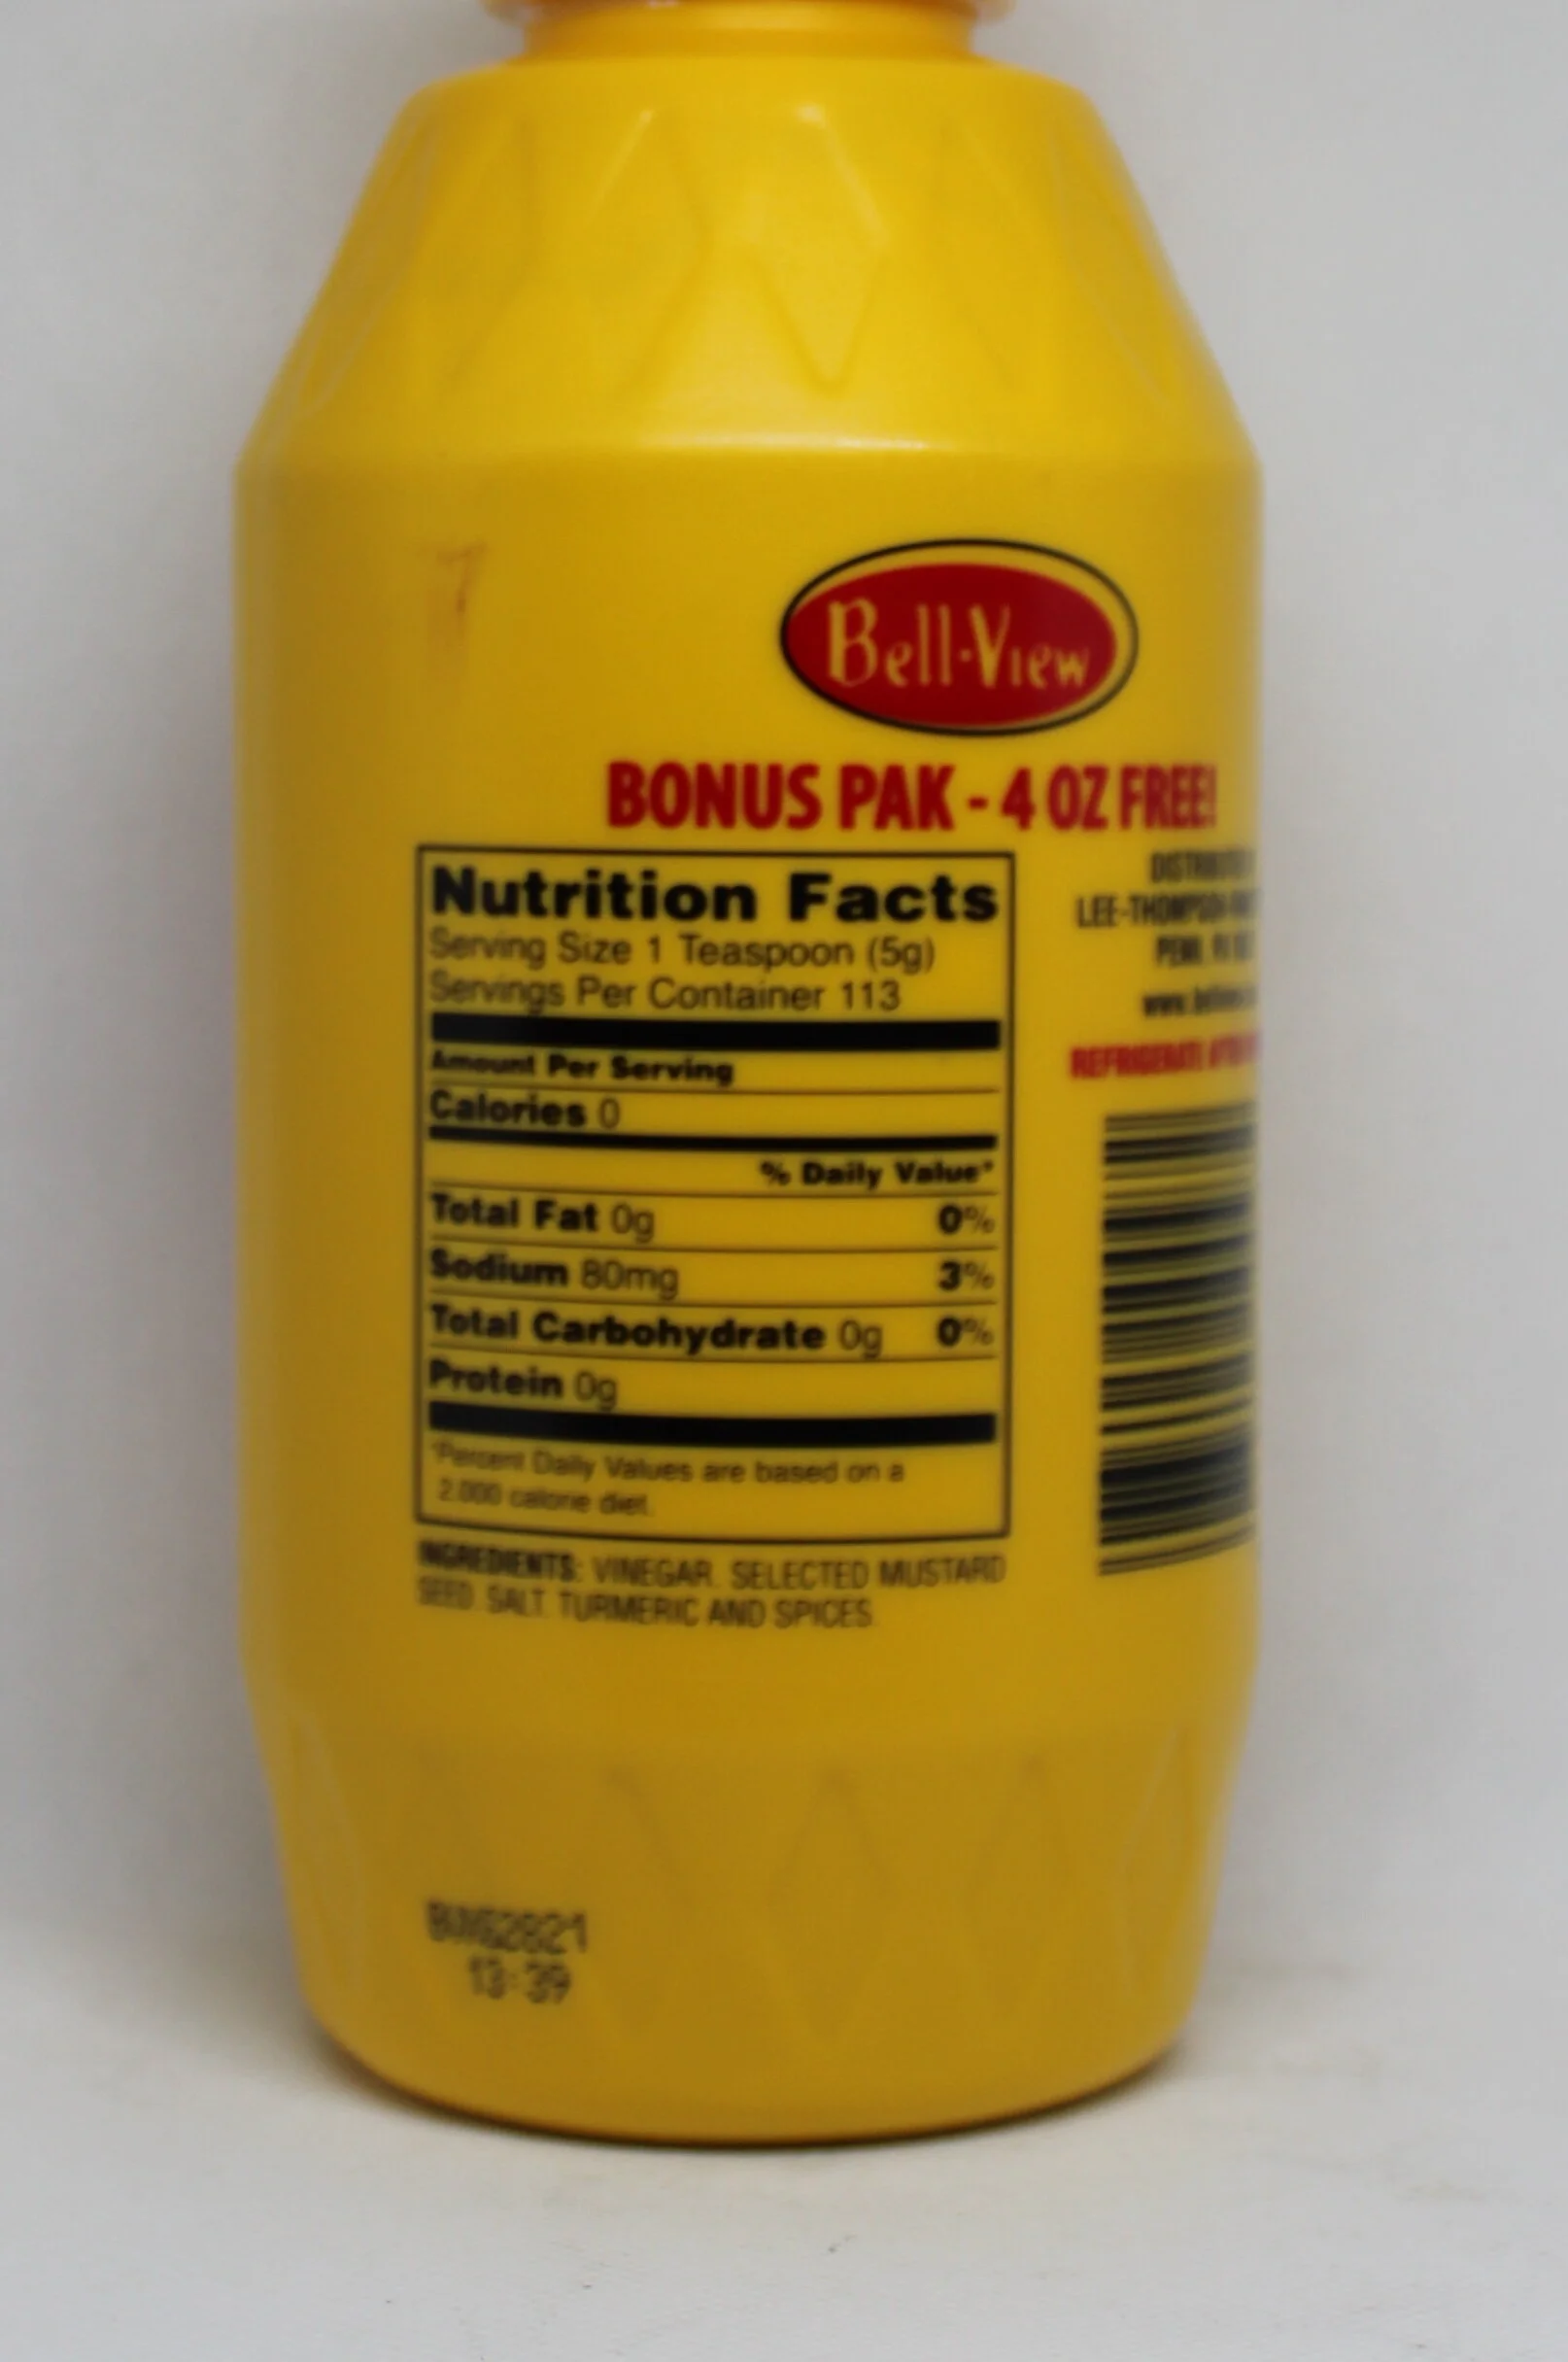 Bell-View
BONUS PAK - 4 OZ FREE!
Nutrition Facts
Serving Size 1 Teaspoon (5g)
Servings Per Container 113
Amount Per Serving
Calories 0
% Daily Value*
Total Fat 0g 0%
Sodium 80mg 3%
Total Carbohydrate 0g 0%
Protein 0g
*Percent Daily Values are based on a
2,000 calorie diet.
INGREDIENTS: VINEGAR, SELECTED MUSTARD
SEED, SALT, TURMERIC AND SPICES.
LEE-THOMPSON
REFRIGERATE
13:39